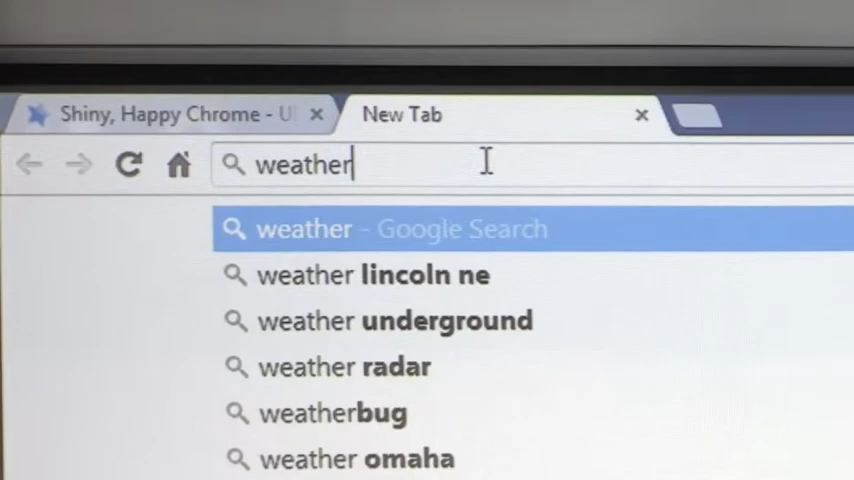 Shiny, Happy Chrome - U
New Tab
weather
weather - Google Search
weather lincoln ne
weather underground
weather radar
weatherbug
weather omaha